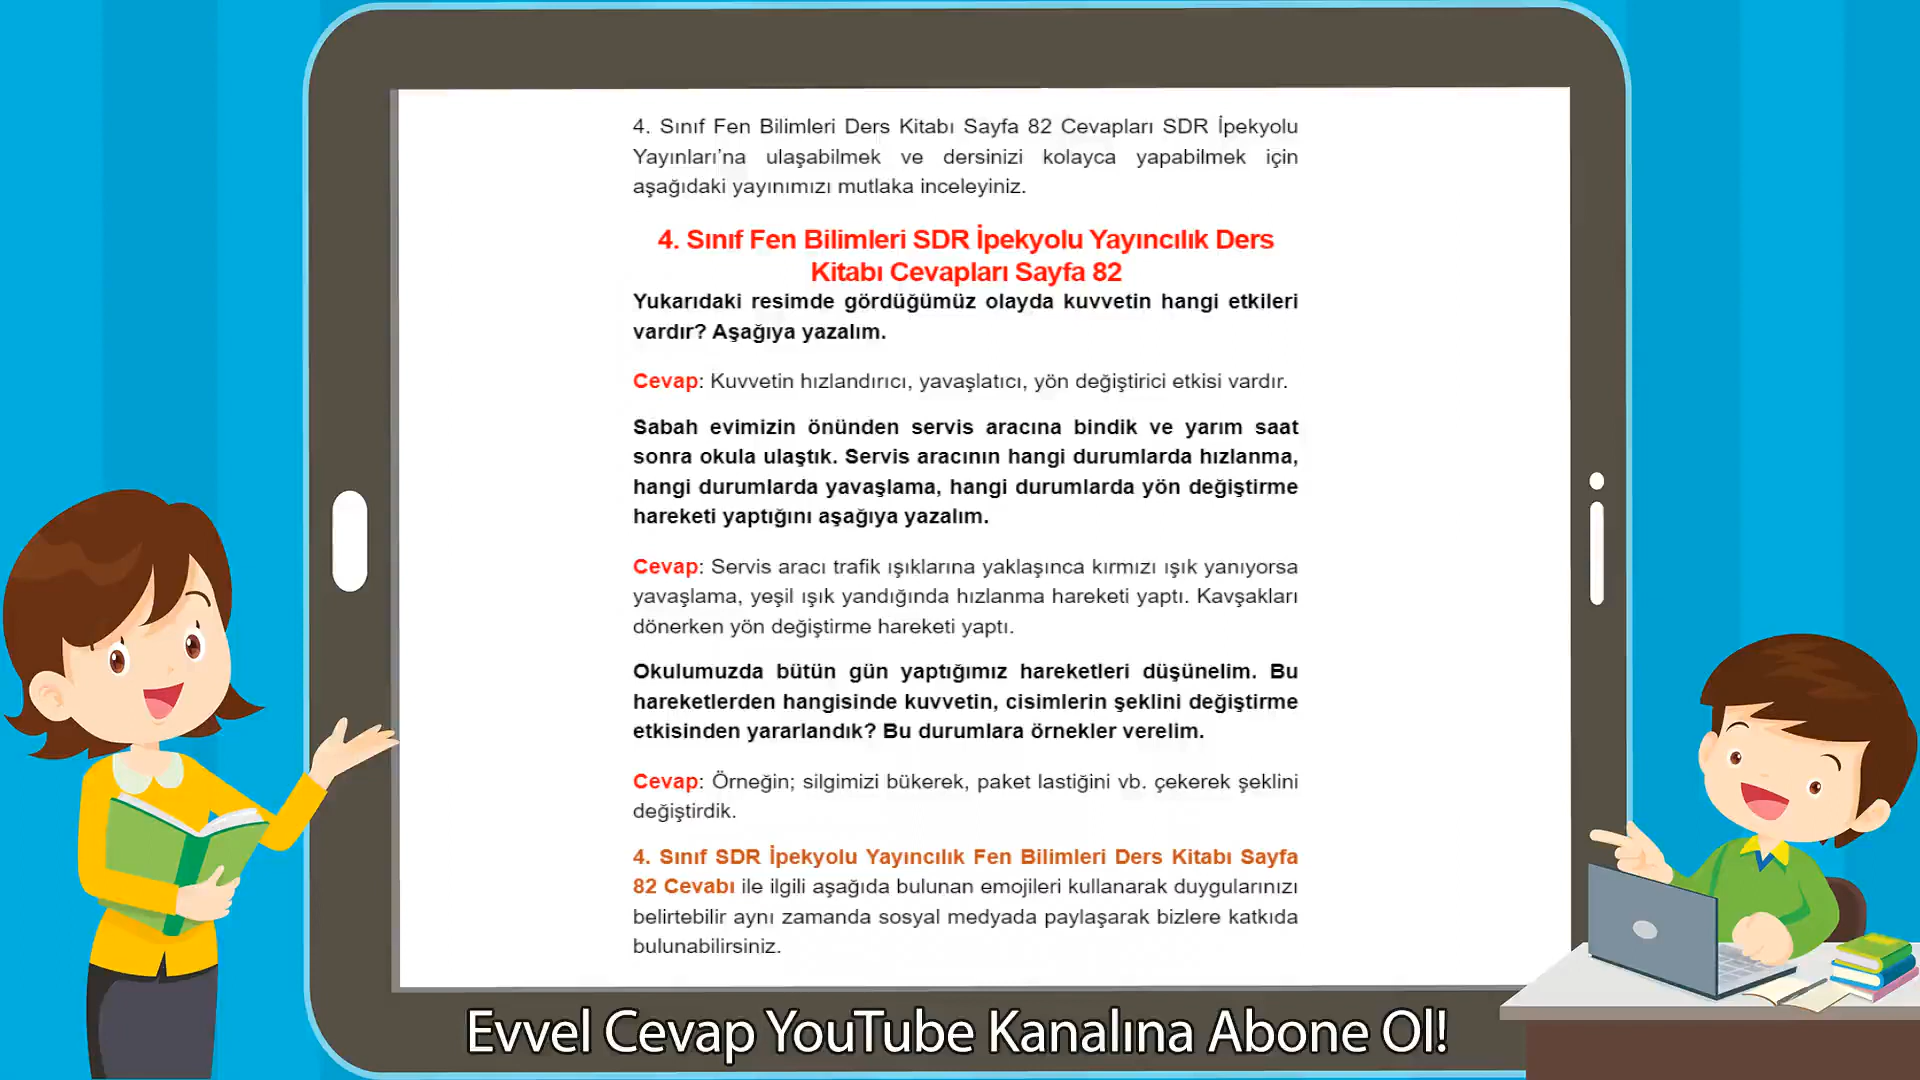 4. Sınıf Fen Bilimleri Ders Kitabı Sayfa 82 Cevapları SDR İpekyolu
Yayınları’na ulaşabilmek ve dersinizi kolayca yapabilmek için
aşağıdaki yayınımızı mutlaka inceleyiniz.
4. Sınıf Fen Bilimleri SDR İpekyolu Yayıncılık Ders
Kitabı Cevapları Sayfa 82
Yukarıdaki resimde gördüğümüz olayda kuvvetin hangi etkileri
vardır? Aşağıya yazalım.
Cevap: Kuvvetin hızlandırıcı, yavaşlatıcı, yön değiştirici etkisi vardır.
Sabah evimizin önünden servis aracına bindik ve yarım saat
sonra okula ulaştık. Servis aracının hangi durumlarda hızlanma,
hangi durumlarda yavaşlama, hangi durumlarda yön değiştirme
hareketi yaptığını aşağıya yazalım.
Cevap: Servis aracı trafik ışıklarına yaklaşınca kırmızı ışık yanıyorsa
yavaşlama, yeşil ışık yandığında hızlanma hareketi yaptı. Kavşakları
dönerken yön değiştirme hareketi yaptı.
Okulumuzda bütün gün yaptığımız hareketleri düşünelim. Bu
hareketlerden hangisinde kuvvetin, cisimlerin şeklini değiştirme
etkisinden yararlandık? Bu durumlara örnekler verelim.
Cevap: Örneğin; silgimizi bükerek, paket lastiğini vb. çekerek şeklini
değiştirdik.
4. Sınıf SDR İpekyolu Yayıncılık Fen Bilimleri Ders Kitabı Sayfa
82 Cevabı ile ilgili aşağıda bulunan emojileri kullanarak duygularınızı
belirtebilir aynı zamanda sosyal medyada paylaşarak bizlere katkıda
bulunabilirsiniz.
Evvel Cevap YouTube Kanalına Abone Ol!